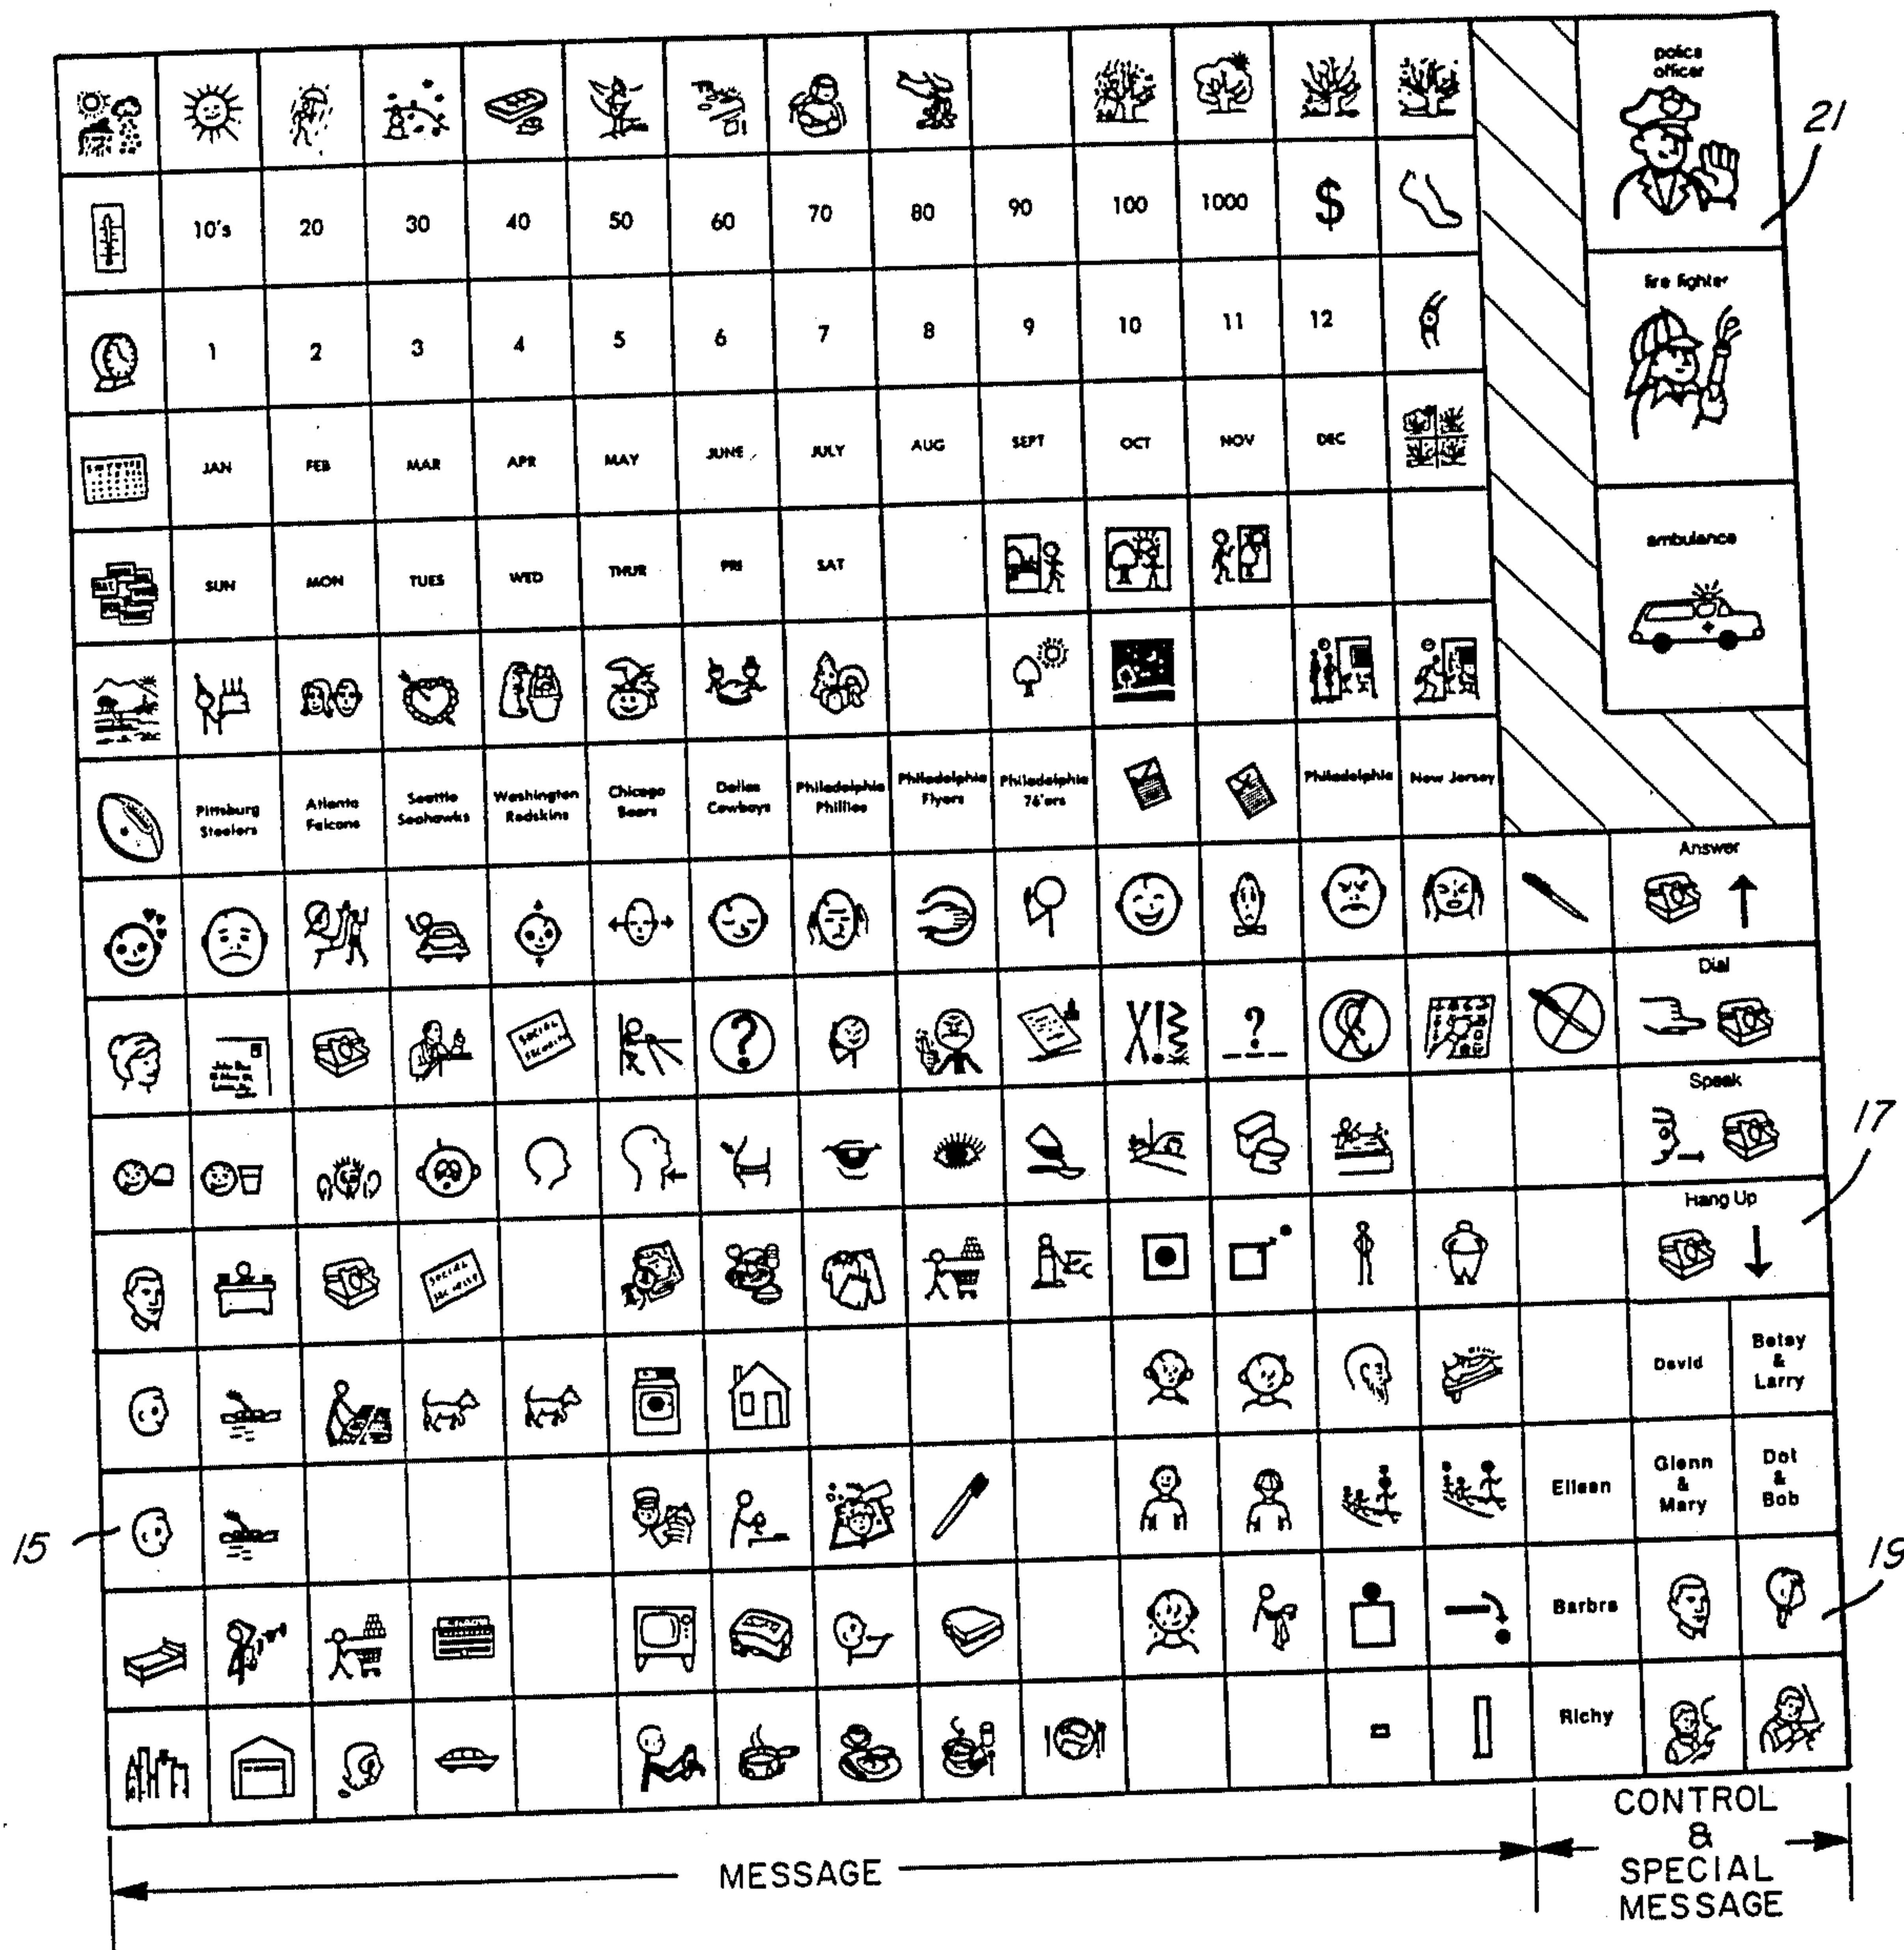 police
officer
21
10's 20 30 40 50 60 70 80 90 100 1000 $
fire fighter
1 2 3 4 5 6 7 8 9 10 11 12
JAN FEB MAR APR MAY JUNE JULY AUG SEPT OCT NOV DEC
ambulance
SUN MON TUES WED THUR FRI SAT
Pittsburg
Steelers
Atlanta
Falcons
Seattle
Seahawks
Washington
Redskins
Chicago
Bears
Dallas
Cowboys
Philadelphia
Phillies
Philadelphia
Flyers
Philadelphia
76'ers
Philadelphia
New Jersey
Answer
Dial
SOCIAL
SECURITY
?
X!
?
Speak
17
Hang Up
SOCIAL
David
Betsy
&
Larry
15
Eileen
Glenn
&
Mary
Dot
&
Bob
19
Barbra
Richy
MESSAGE
CONTROL
&
SPECIAL
MESSAGE